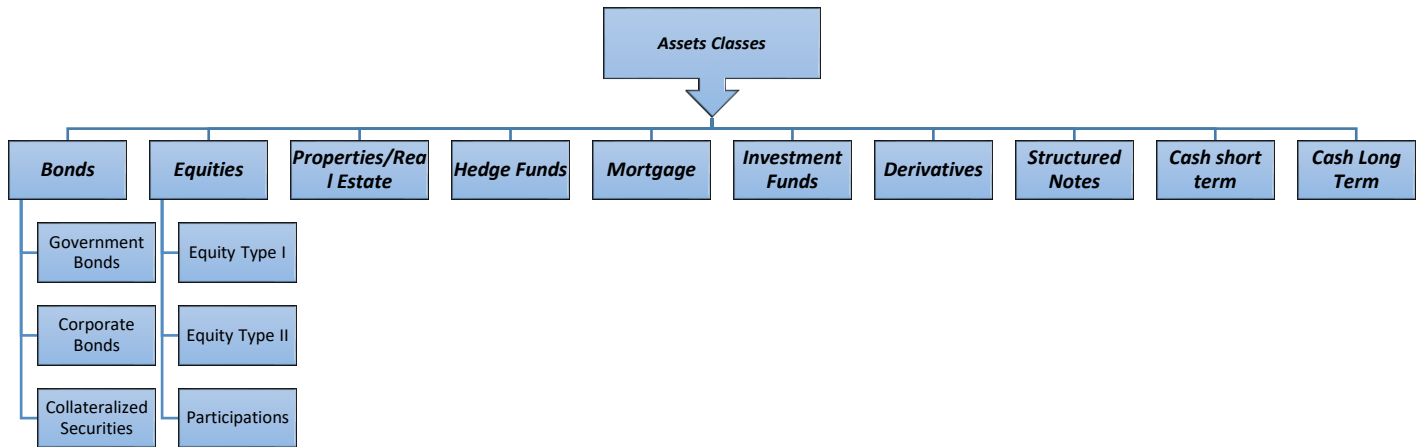 Assets Classes
Bonds
Equities
Properties/Rea
l Estate
Hedge Funds
Mortgage
Investment
Funds
Derivatives
Structured
Notes
Cash short
term
Cash Long
Term
Government
Bonds
Equity Type I
Corporate
Bonds
Equity Type II
Collateralized
Securities
Participations